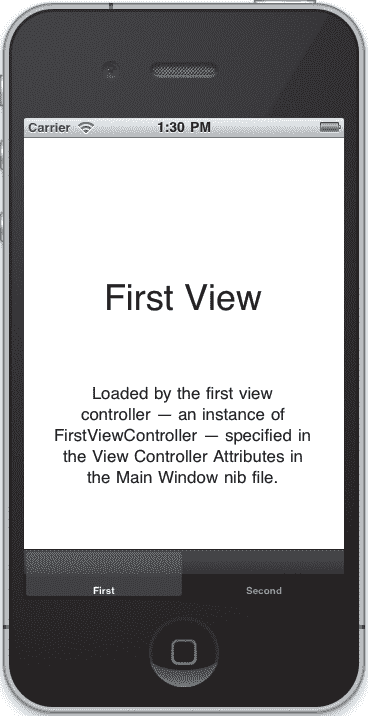 Carrier 1:30 PM
First View
Loaded by the first view
controller — an instance of
FirstViewController — specified in
the View Controller Attributes in
the Main Window nib file.
First Second